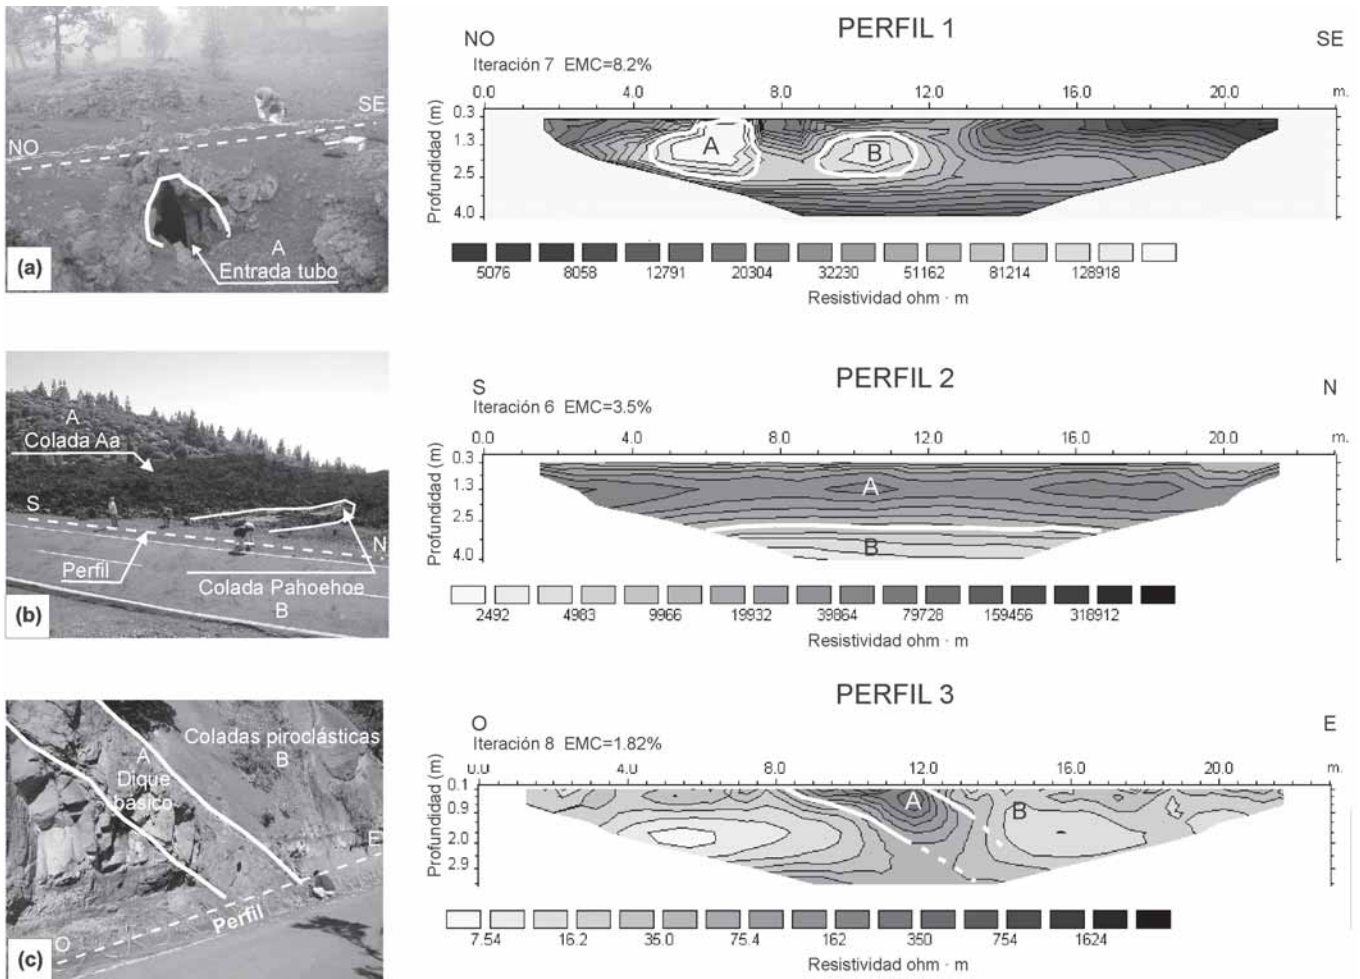 NO
SE
A
Entrada tubo
(a)
PERFIL 1
NO
SE
Iteración 7 EMC=8.2%
0.0 4.0 8.0 12.0 16.0 20.0 m.
Profundidad (m)
0.3
1.3
2.5
4.0
A
B
5076 8058 12791 20304 32230 51162 81214 128918
Resistividad ohm · m
A
Colada Aa
S
N
Perfil
Colada Pahoehoe
B
(b)
PERFIL 2
S
N
Iteración 6 EMC=3.5%
0.0 4.0 8.0 12.0 16.0 20.0 m.
Profundidad (m)
0.3
1.3
2.5
4.0
A
B
2492 4983 9966 19932 39864 79728 159456 318912
Resistividad ohm · m
Coladas piroclásticas
B
A
Dique
básico
E
Perfil
O
(c)
PERFIL 3
O
E
Iteración 8 EMC=1.82%
0.0 4.0 8.0 12.0 16.0 20.0 m.
Profundidad (m)
0.1
0.9
2.0
2.9
A
B
7.54 16.2 35.0 75.4 162 350 754 1624
Resistividad ohm · m